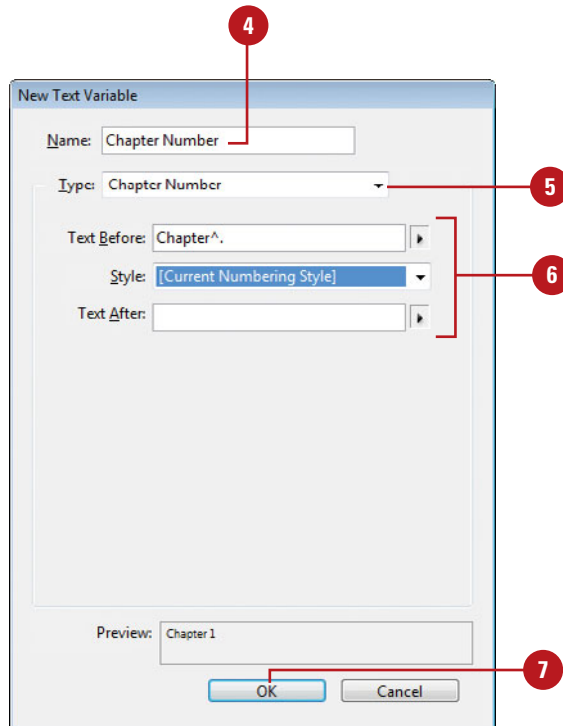 4
New Text Variable
Name: Chapter Number
Type: Chapter Number
5
Text Before: Chapter^.
Style: [Current Numbering Style]
6
Text After:
Preview: Chapter 1
7
OK Cancel